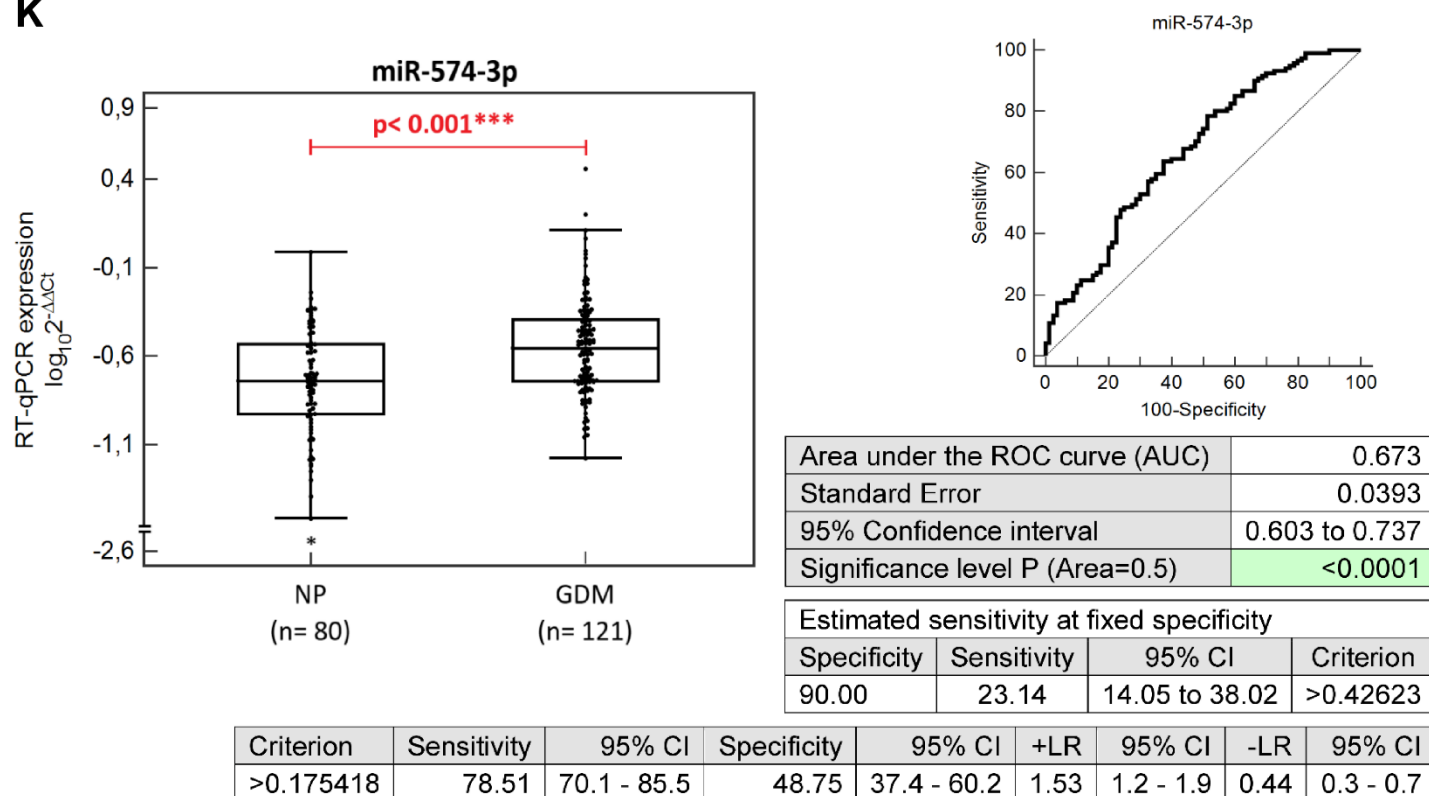 K
miR-574-3p
p< 0.001***
RT-qPCR expression
log₁₀2^-ΔΔCt
0,9
0,4
-0,1
-0,6
-1,1
-2,6
*
NP
(n= 80)
GDM
(n= 121)
miR-574-3p
Sensitivity
100
80
60
40
20
0
0 20 40 60 80 100
100-Specificity
Area under the ROC curve (AUC) 0.673
Standard Error 0.0393
95% Confidence interval 0.603 to 0.737
Significance level P (Area=0.5) <0.0001
Estimated sensitivity at fixed specificity
Specificity Sensitivity 95% CI Criterion
90.00 23.14 14.05 to 38.02 >0.42623
Criterion Sensitivity 95% CI Specificity 95% CI +LR 95% CI -LR 95% CI
>0.175418 78.51 70.1 - 85.5 48.75 37.4 - 60.2 1.53 1.2 - 1.9 0.44 0.3 - 0.7